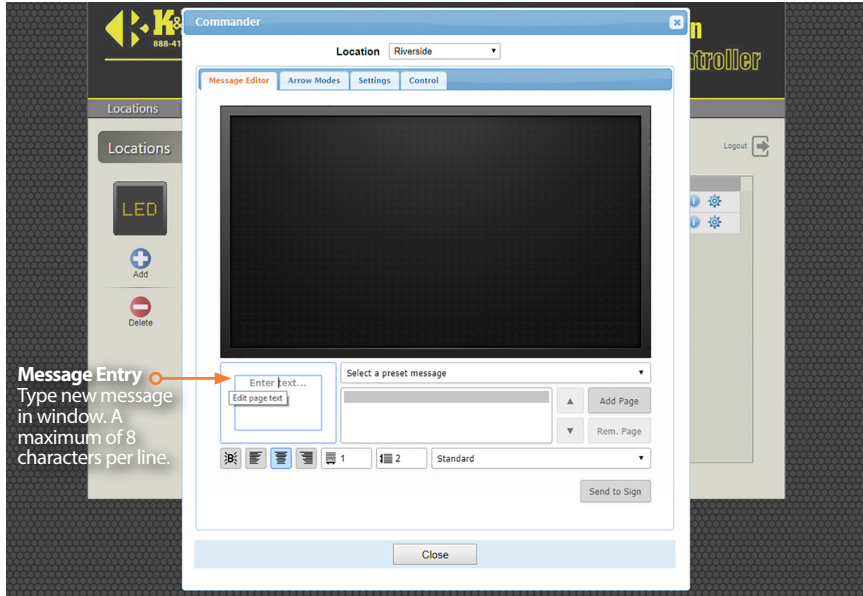 Commander
Location Riverside
Message Editor Arrow Modes Settings Control
888-41
Locations
Locations
Logout
LED
Add
Delete
Message Entry
Type new message
in window. A
maximum of 8
characters per line.
Enter text...
Edit page text
Select a preset message
Add Page
Rem. Page
B 1 2 Standard
Send to Sign
Close